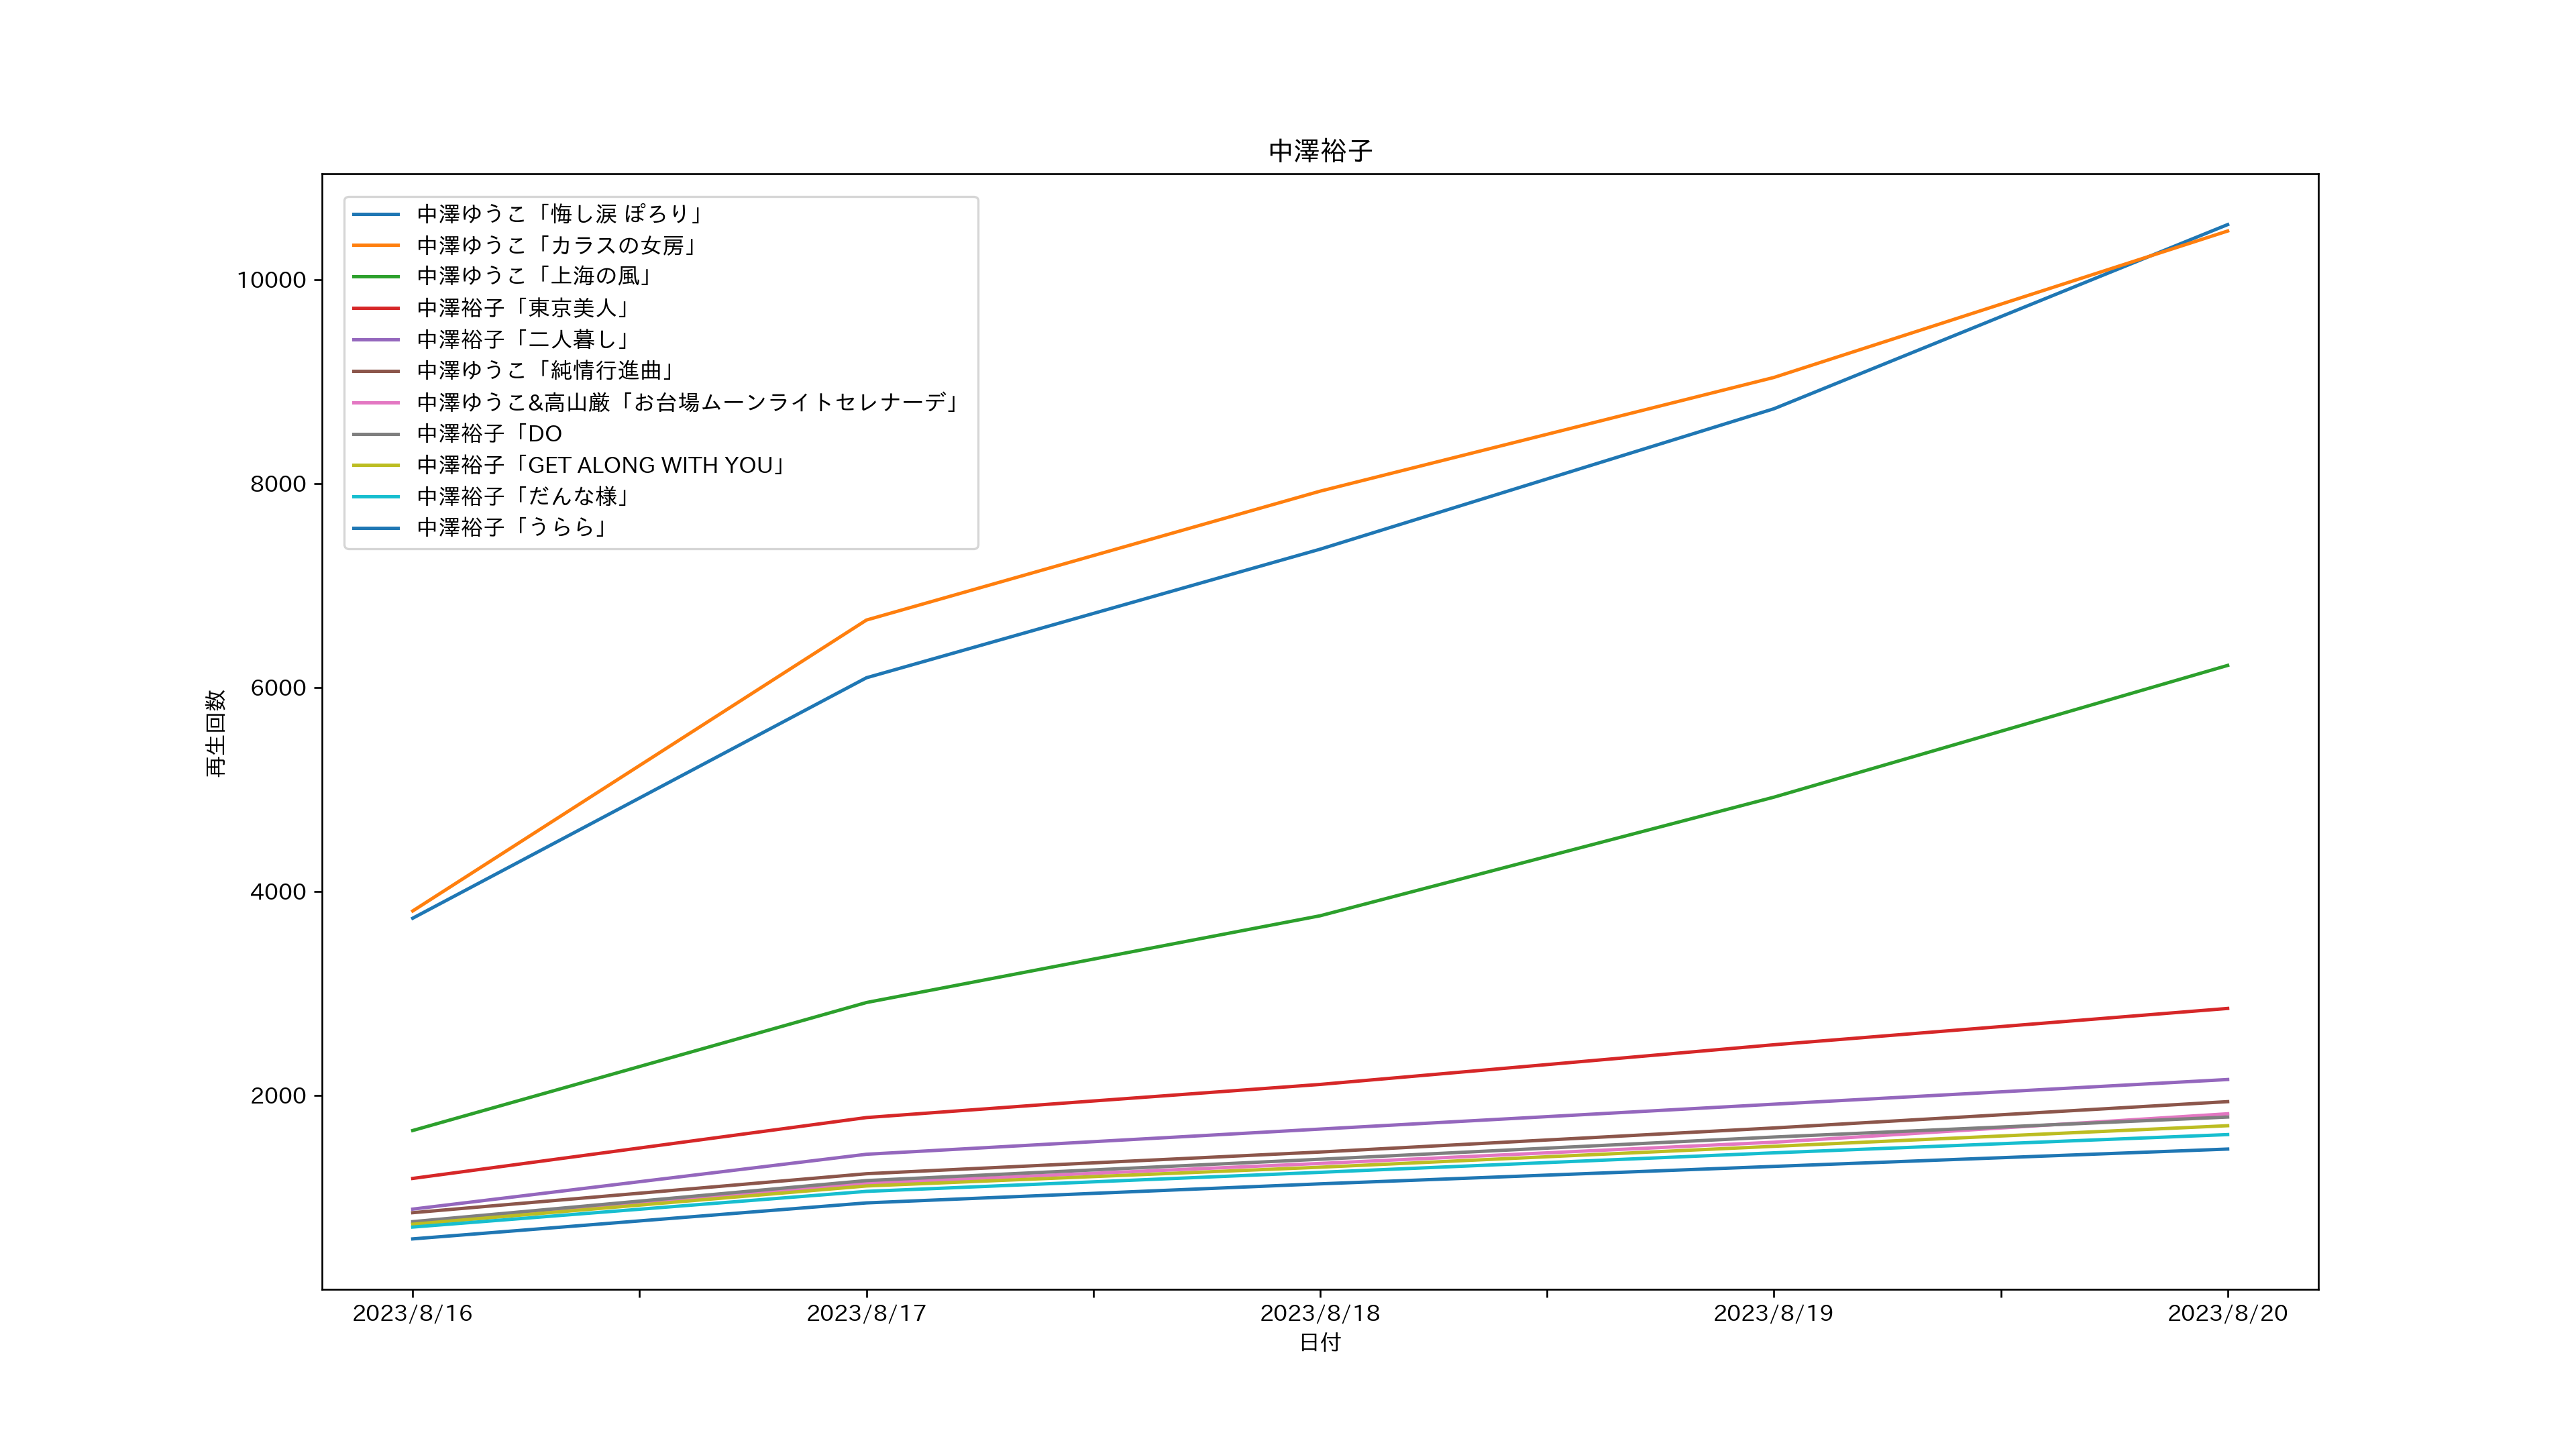 中澤裕子
中澤ゆうこ「悔し涙 ぽろり」
中澤ゆうこ「カラスの女房」
中澤ゆうこ「上海の風」
中澤裕子「東京美人」
中澤裕子「二人暮し」
中澤ゆうこ「純情行進曲」
中澤ゆうこ&高山厳「お台場ムーンライトセレナーデ」
中澤裕子「DO
中澤裕子「GET ALONG WITH YOU」
中澤裕子「だんな様」
中澤裕子「うらら」
再生回数
10000
8000
6000
4000
2000
2023/8/16 2023/8/17 2023/8/18 2023/8/19 2023/8/20
日付